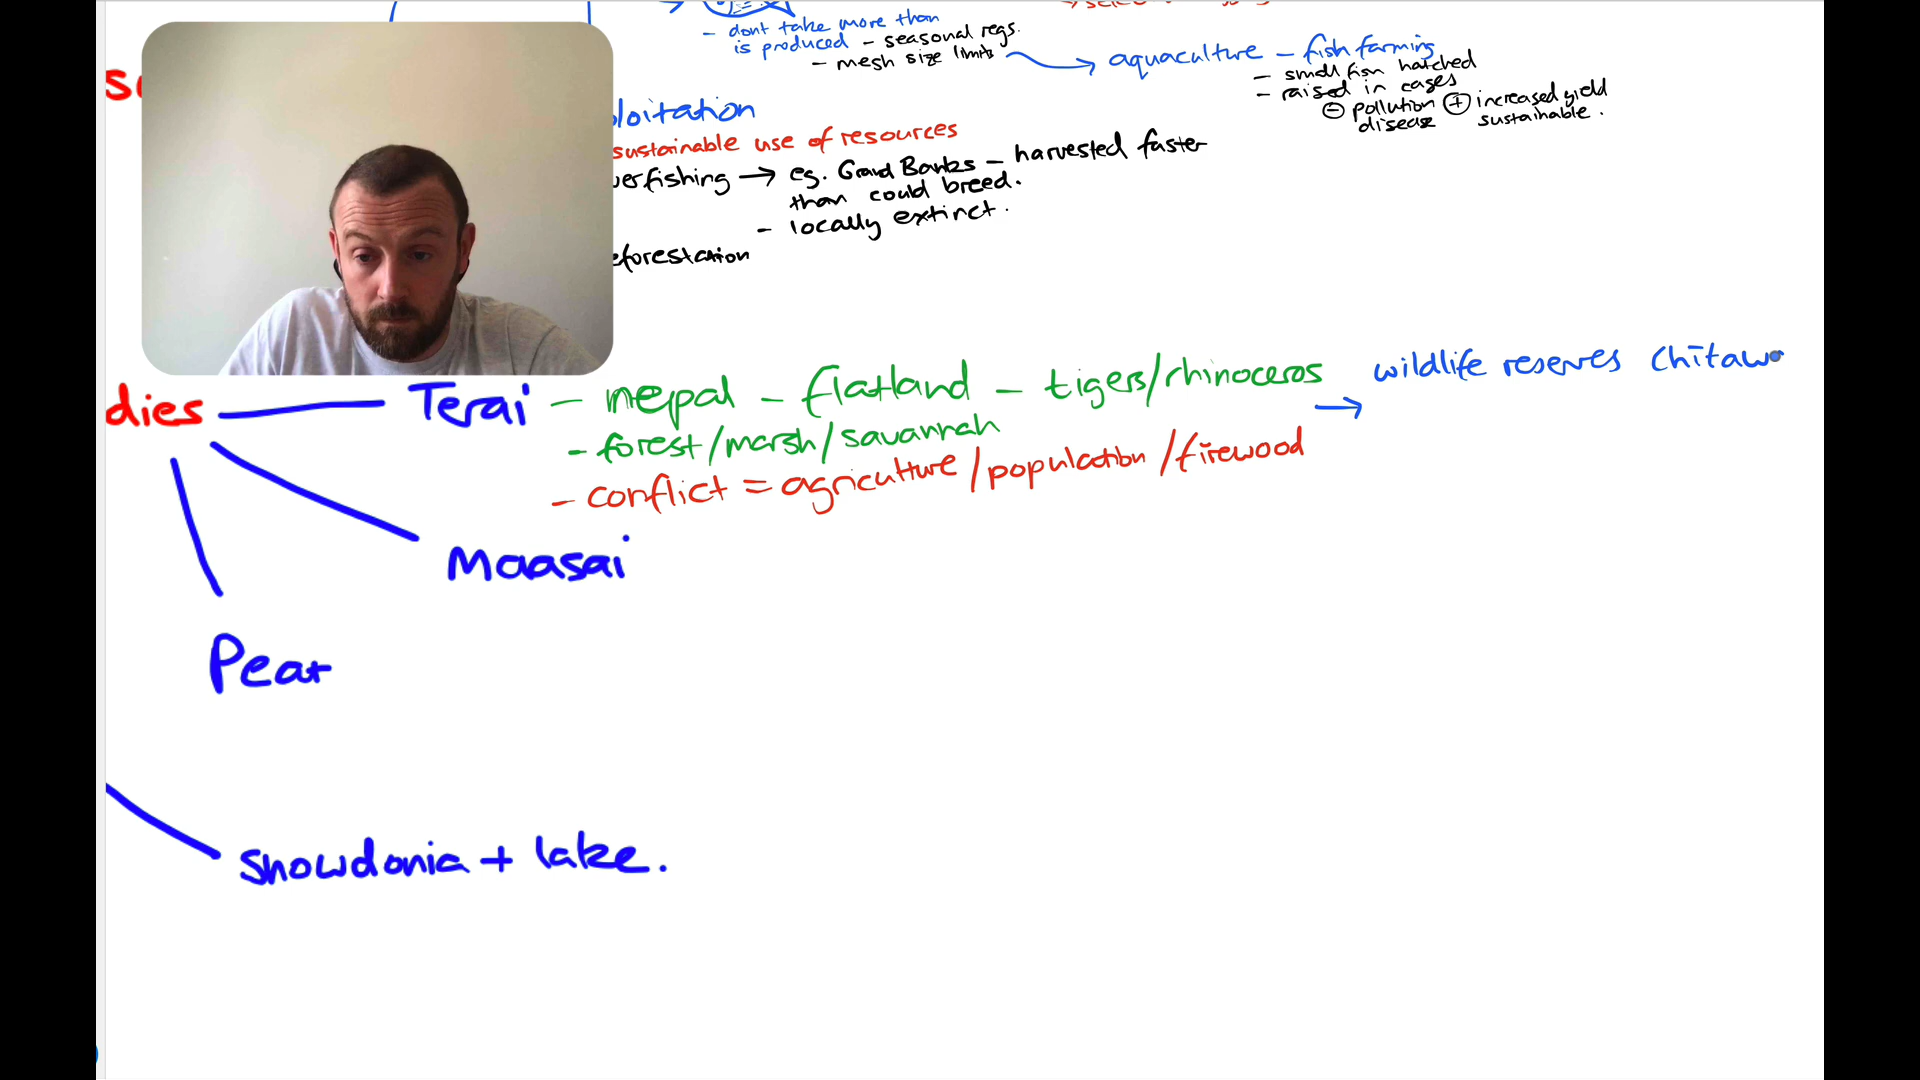 - dont take more than
is produced - seasonal regs.
- mesh size limits
aquaculture - fish farming
- small fish hatched
- raised in cages
⊖ pollution ⊕ increased yield
disease sustainable.
loitation
sustainable use of resources
erfishing → eg. Grand Banks - harvested faster
than could breed.
- locally extinct.
eforestation
dies
Terai - nepal - flatland - tigers/rhinoceros → wildlife reserves Chitaw
- forest/marsh/savannah
- conflict = agriculture/population/firewood
Maasai
Peat
Snowdonia + lake.